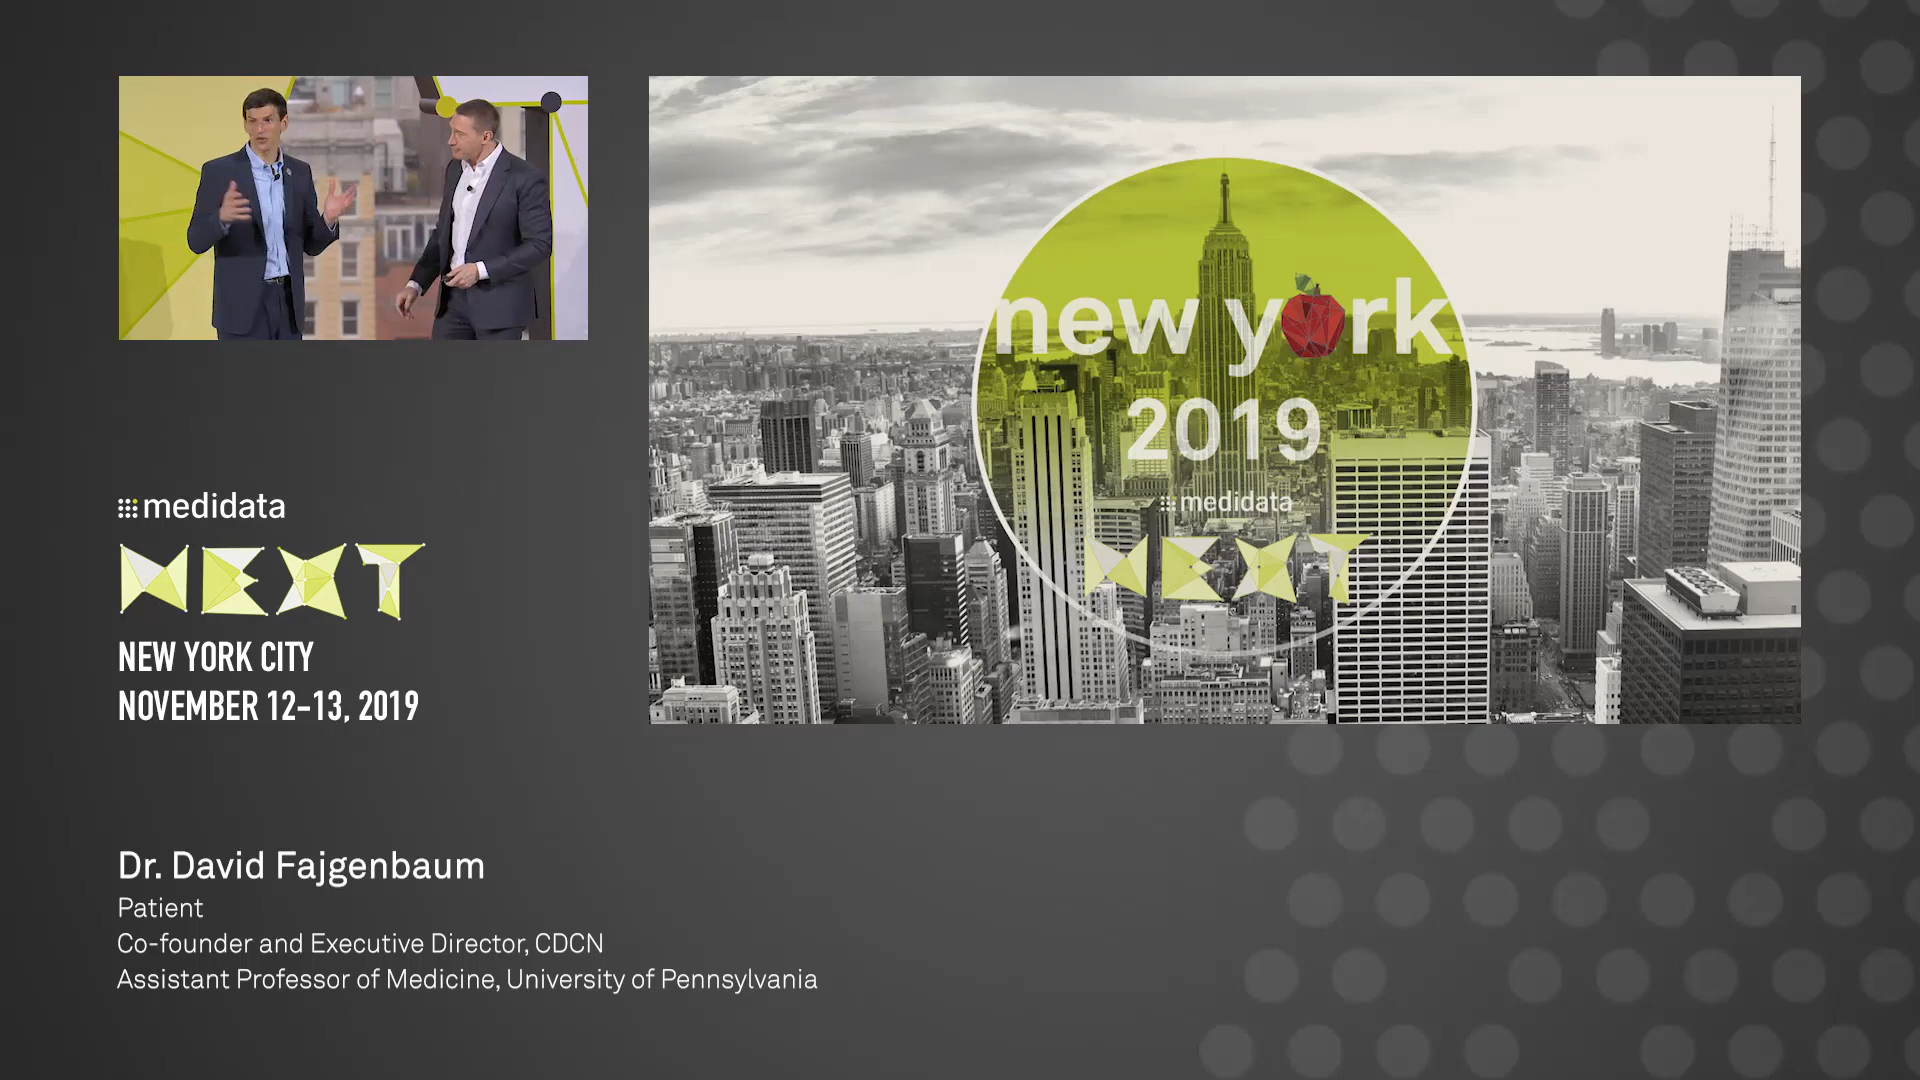 medidata
NEXT
NEW YORK CITY
NOVEMBER 12-13, 2019
new york
2019
medidata
NEXT
Dr. David Fajgenbaum
Patient
Co-founder and Executive Director, CDCN
Assistant Professor of Medicine, University of Pennsylvania